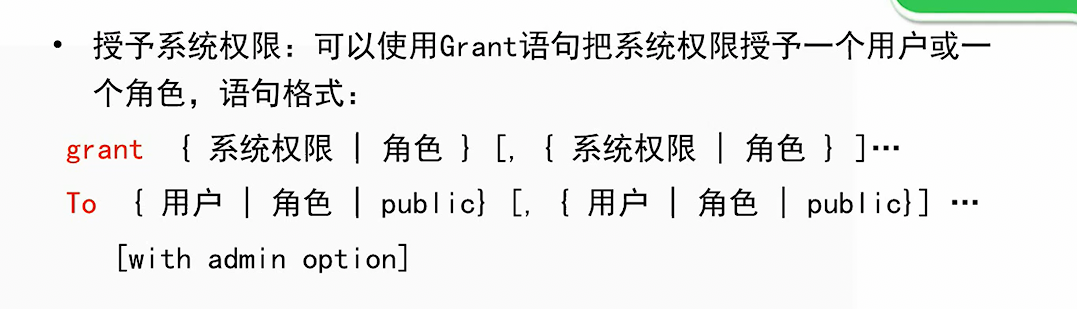 • 授予系统权限：可以使用Grant语句把系统权限授予一个用户或一
个角色，语句格式：
grant { 系统权限 | 角色 } [, { 系统权限 | 角色 } ]…
To { 用户 | 角色 | public} [, { 用户 | 角色 | public}] …
[with admin option]